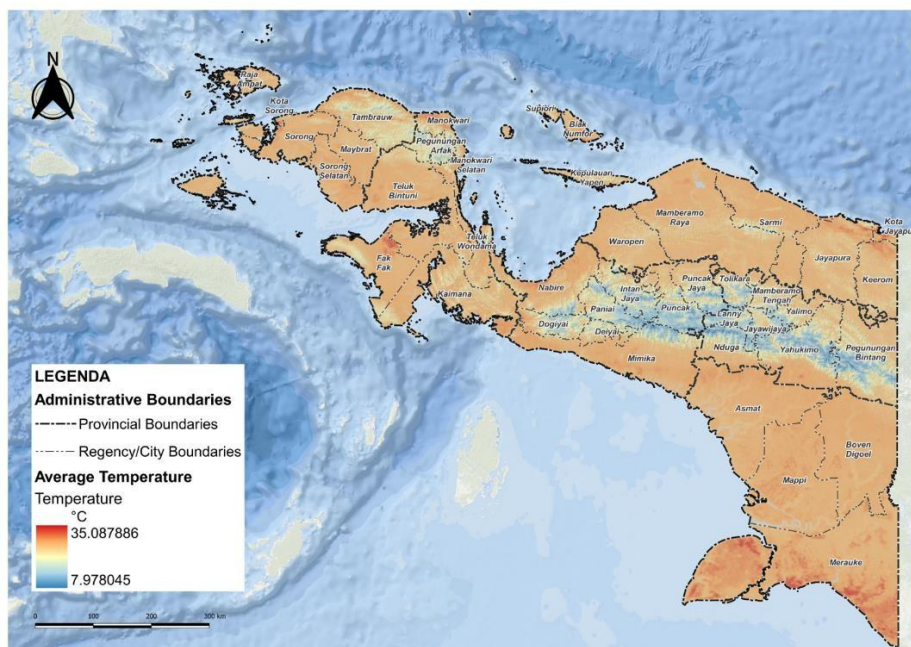 N
Raja
Ampat
Kota
Sorong
Sorong
Tambrauw
Manokwari
Maybrat
Pegunungan
Arfak
Manokwari
Selatan
Sorong
Selatan
Teluk
Bintuni
Supiori
Biak
Numfor
Kepulauan
Yapen
Fak
Fak
Teluk
Wondama
Kaimana
Waropen
Mamberamo
Raya
Sarmi
Kota
Jayapura
Jayapura
Keerom
Nabire
Intan
Jaya
Puncak
Jaya
Tolikara
Mamberamo
Tengah
Paniai
Puncak
Lanny
Jaya
Yalimo
Jayawijaya
Dogiyai
Deiyai
Nduga
Yahukimo
Pegunungan
Bintang
Mimika
Asmat
Boven
Digoel
Mappi
Merauke
LEGENDA
Administrative Boundaries
Provincial Boundaries
Regency/City Boundaries
Average Temperature
Temperature
°C
35.087886
7.978045
0 100 200 300 km